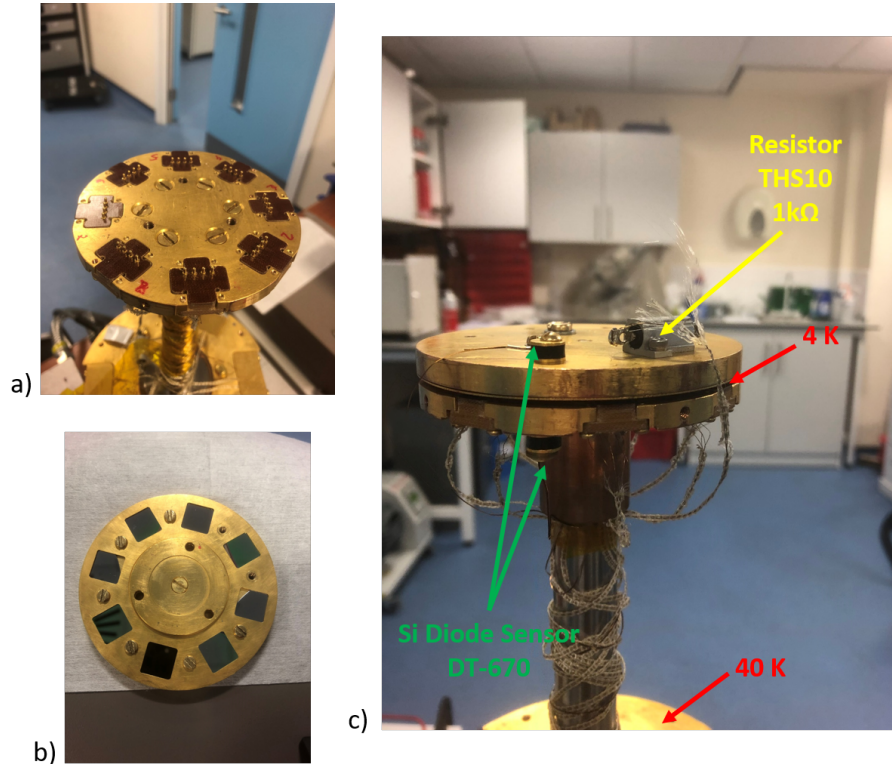 a)
b)
c)
Resistor
THS10
1kΩ
4 K
Si Diode Sensor
DT-670
40 K